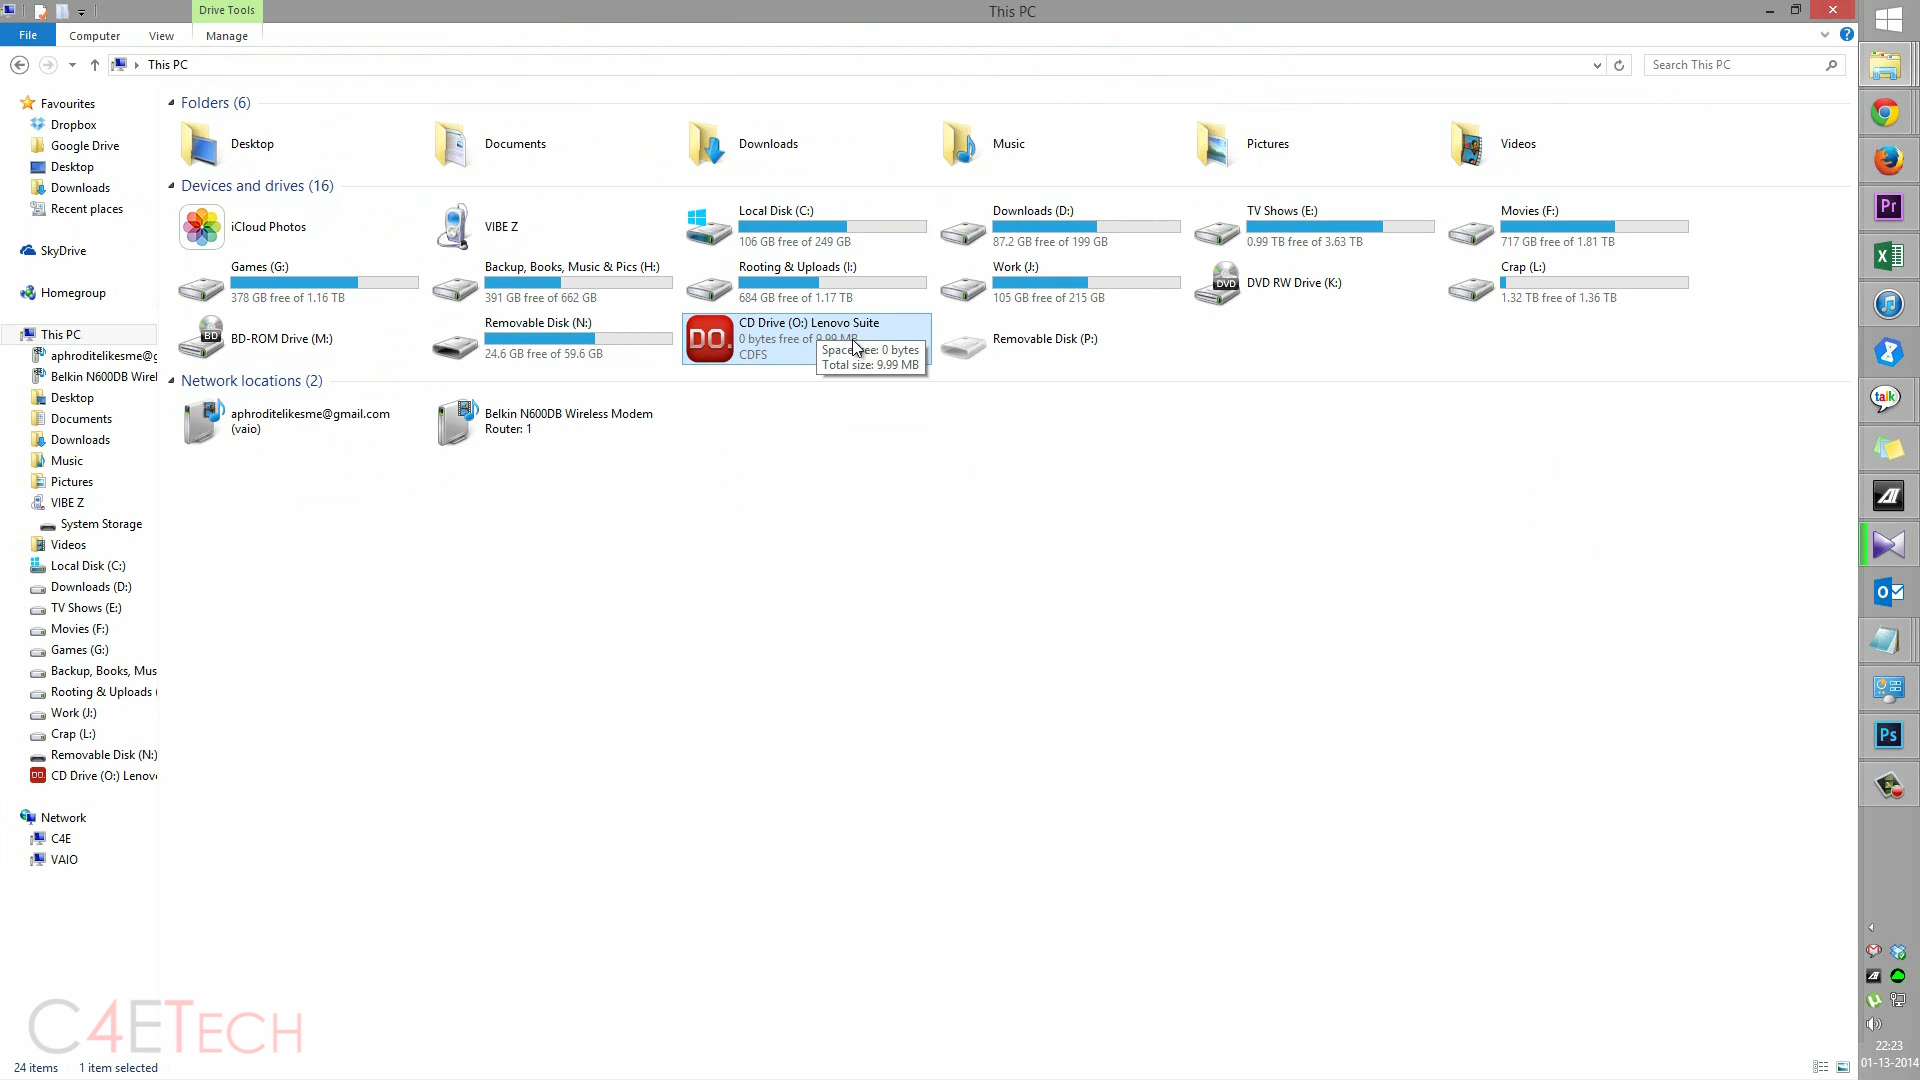 Drive Tools
This PC
File
Computer
View
Manage
This PC
Search This PC
Favourites
Dropbox
Google Drive
Desktop
Downloads
Recent places
SkyDrive
Homegroup
This PC
aphroditelikesme@g
Belkin N600DB Wirel
Desktop
Documents
Downloads
Music
Pictures
VIBE Z
System Storage
Videos
Local Disk (C:)
Downloads (D:)
TV Shows (E:)
Movies (F:)
Games (G:)
Backup, Books, Mus
Rooting & Uploads (
Work (J:)
Crap (L:)
Removable Disk (N:)
CD Drive (O:) Lenov
Network
C4E
VAIO
Folders (6)
Desktop
Documents
Downloads
Music
Pictures
Videos
Devices and drives (16)
iCloud Photos
VIBE Z
Local Disk (C:)
106 GB free of 249 GB
Downloads (D:)
87.2 GB free of 199 GB
TV Shows (E:)
0.99 TB free of 3.63 TB
Movies (F:)
717 GB free of 1.81 TB
Games (G:)
378 GB free of 1.16 TB
Backup, Books, Music & Pics (H:)
391 GB free of 662 GB
Rooting & Uploads (I:)
684 GB free of 1.17 TB
Work (J:)
105 GB free of 215 GB
DVD
DVD RW Drive (K:)
Crap (L:)
1.32 TB free of 1.36 TB
BD
BD-ROM Drive (M:)
Removable Disk (N:)
24.6 GB free of 59.6 GB
DO.
CD Drive (O:) Lenovo Suite
0 bytes free of 9.99 MB
CDFS
Space free: 0 bytes
Total size: 9.99 MB
Removable Disk (P:)
Network locations (2)
aphroditelikesme@gmail.com
(vaio)
Belkin N600DB Wireless Modem
Router: 1
Pr
talk
Ps
C4ETECH
24 items
1 item selected
22:23
01-13-2014